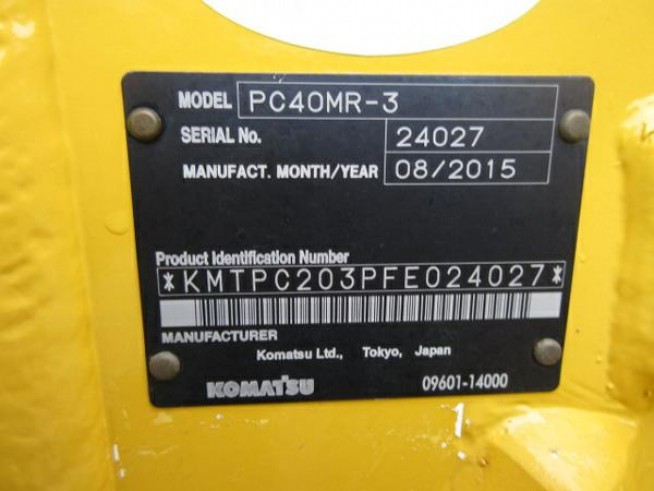 MODEL PC40MR-3
SERIAL No. 24027
MANUFACT. MONTH/YEAR 08/2015
Product Identification Number
*KMTPC203PFE024027*
MANUFACTURER
Komatsu Ltd., Tokyo, Japan
KOMATSU 09601-14000